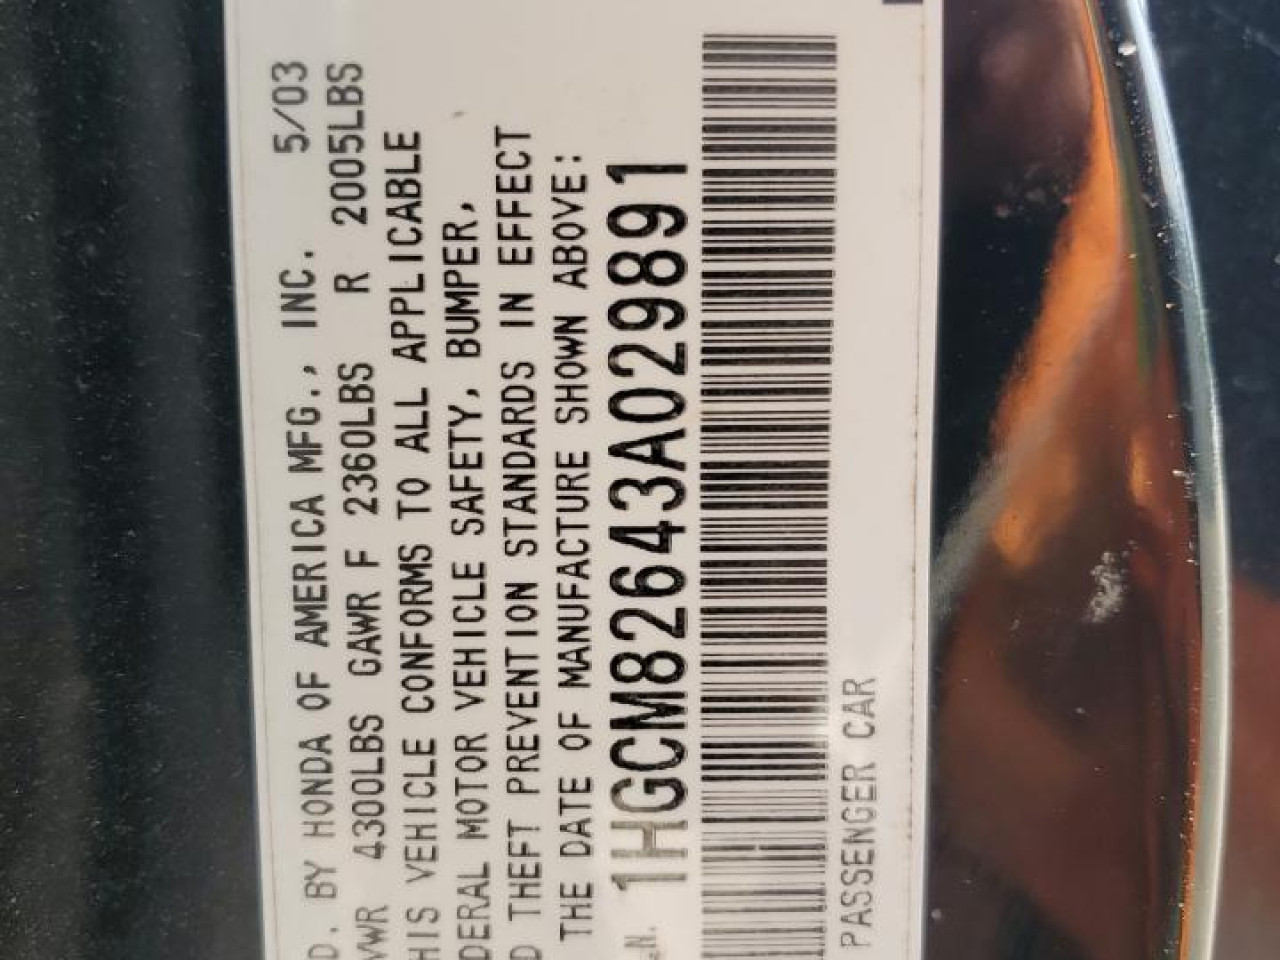 D. BY HONDA OF AMERICA MFG., INC. 5/03
VWR 4300LBS GAWR F 2360LBS R 2005LBS
HIS VEHICLE CONFORMS TO ALL APPLICABLE
DERAL MOTOR VEHICLE SAFETY, BUMPER,
D THEFT PREVENTION STANDARDS IN EFFECT
THE DATE OF MANUFACTURE SHOWN ABOVE:
1HGCM82643A029891
PASSENGER CAR